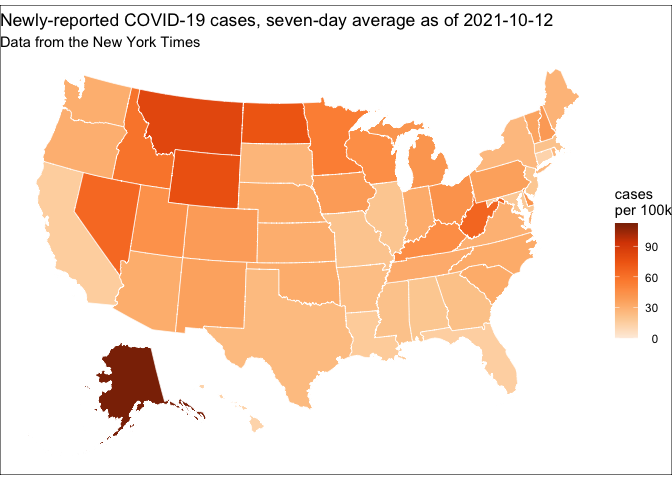 Newly-reported COVID-19 cases, seven-day average as of 2021-10-12
Data from the New York Times
cases
per 100k
90
60
30
0